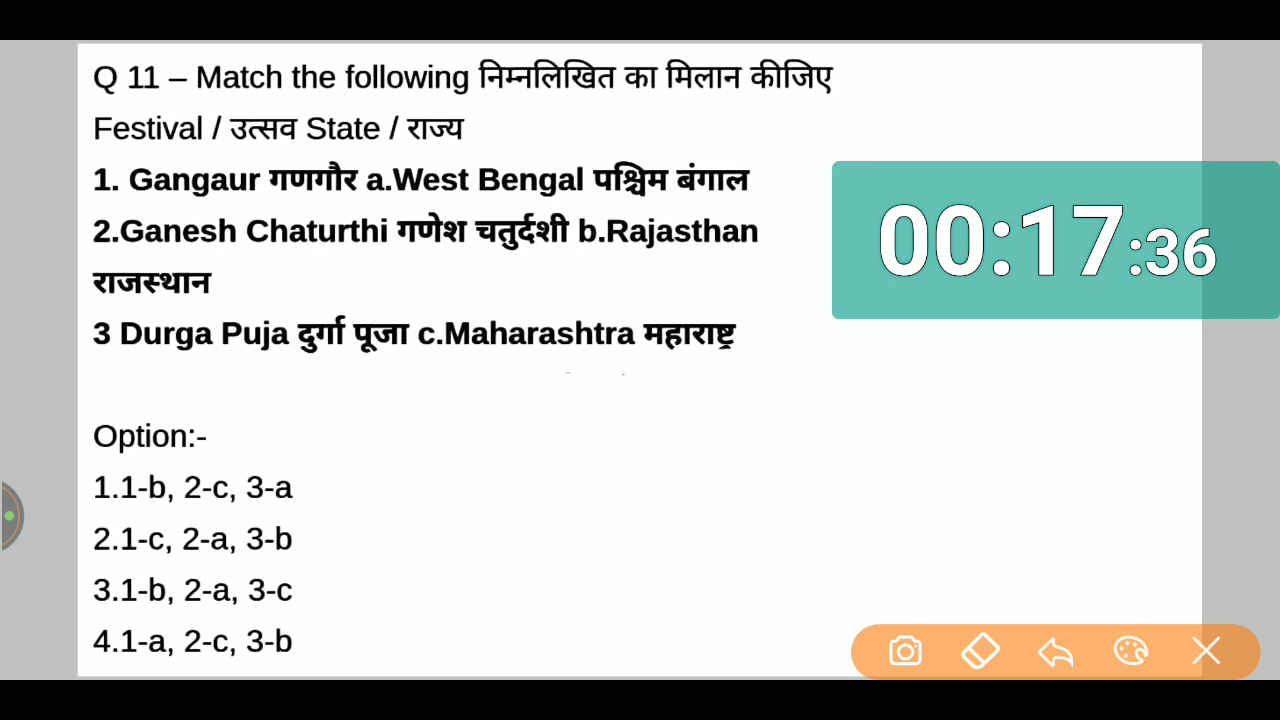 Q 11 – Match the following निम्नलिखित का मिलान कीजिए
Festival / उत्सव State / राज्य
1. Gangaur गणगौर a.West Bengal पश्चिम बंगाल
2.Ganesh Chaturthi गणेश चतुर्दशी b.Rajasthan
राजस्थान
3 Durga Puja दुर्गा पूजा c.Maharashtra महाराष्ट्र
00:17:36
Option:-
1.1-b, 2-c, 3-a
2.1-c, 2-a, 3-b
3.1-b, 2-a, 3-c
4.1-a, 2-c, 3-b